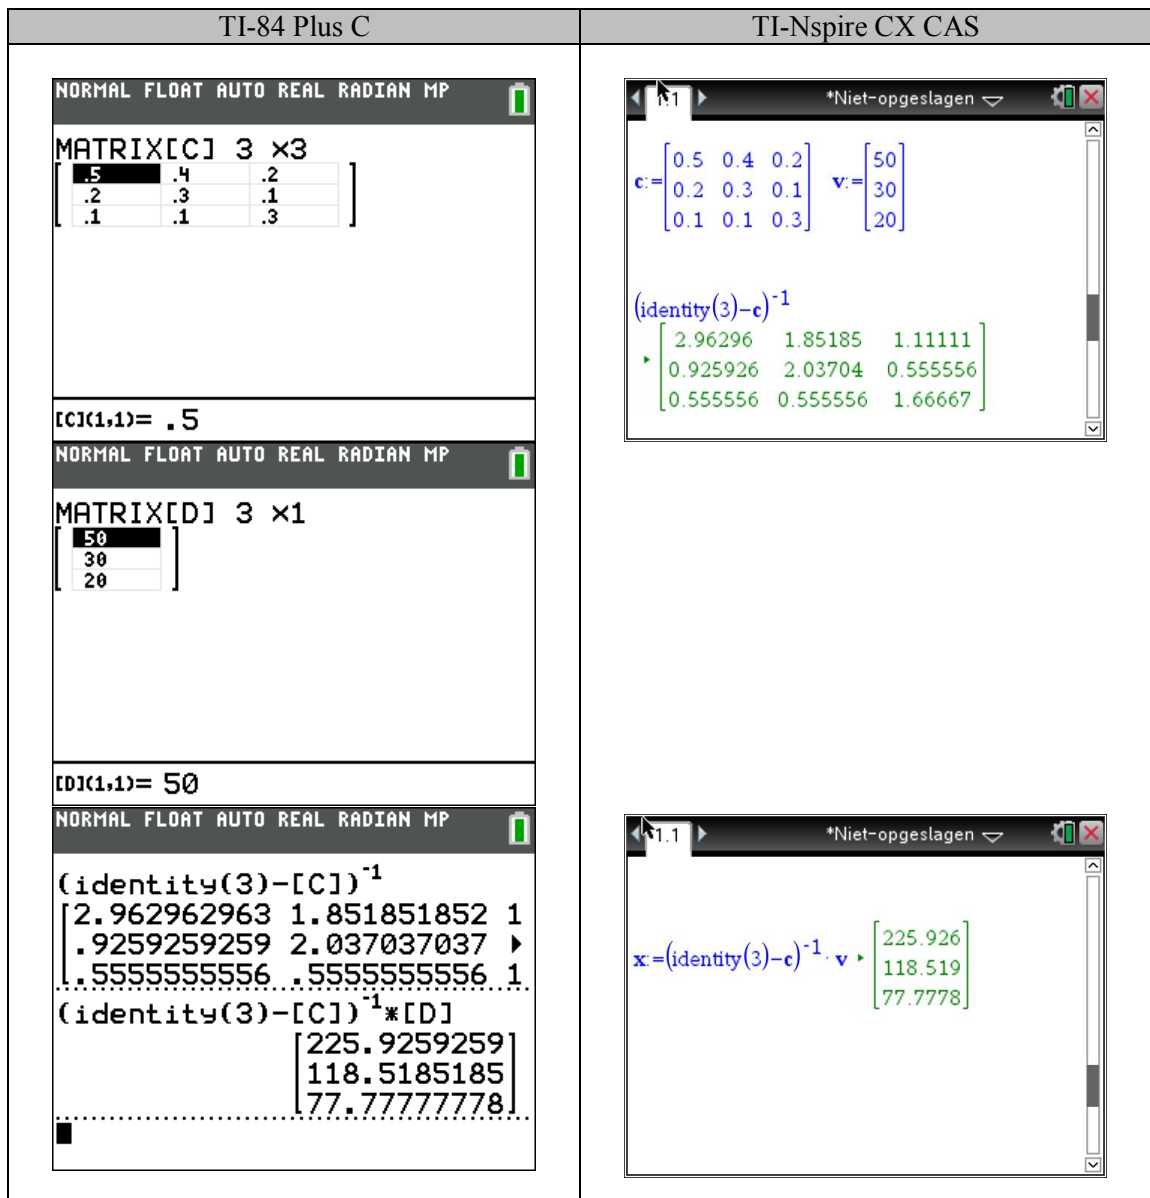 TI-84 Plus C
TI-Nspire CX CAS
NORMAL FLOAT AUTO REAL RADIAN MP
MATRIX[C] 3 ×3
[ .5 .4 .2 ]
[ .2 .3 .1 ]
[ .1 .1 .3 ]
[C](1,1)= .5
NORMAL FLOAT AUTO REAL RADIAN MP
MATRIX[D] 3 ×1
[ 50 ]
[ 30 ]
[ 20 ]
[D](1,1)= 50
NORMAL FLOAT AUTO REAL RADIAN MP
(identity(3)-[C])⁻¹
[2.962962963 1.851851852 1
.9259259259 2.037037037 ▸
[.5555555556 .5555555556 1
(identity(3)-[C])⁻¹*[D]
[225.9259259]
118.5185185
[77.77777778]
1.1 *Niet-opgeslagen
c:= [0.5 0.4 0.2] v:= [50]
[0.2 0.3 0.1] [30]
[0.1 0.1 0.3] [20]
(identity(3)−c)⁻¹
▸ [2.96296 1.85185 1.11111]
[0.925926 2.03704 0.555556]
[0.555556 0.555556 1.66667]
1.1 *Niet-opgeslagen
[225.926]
x:=(identity(3)−c)⁻¹· v ▸ [118.519]
[77.7778]